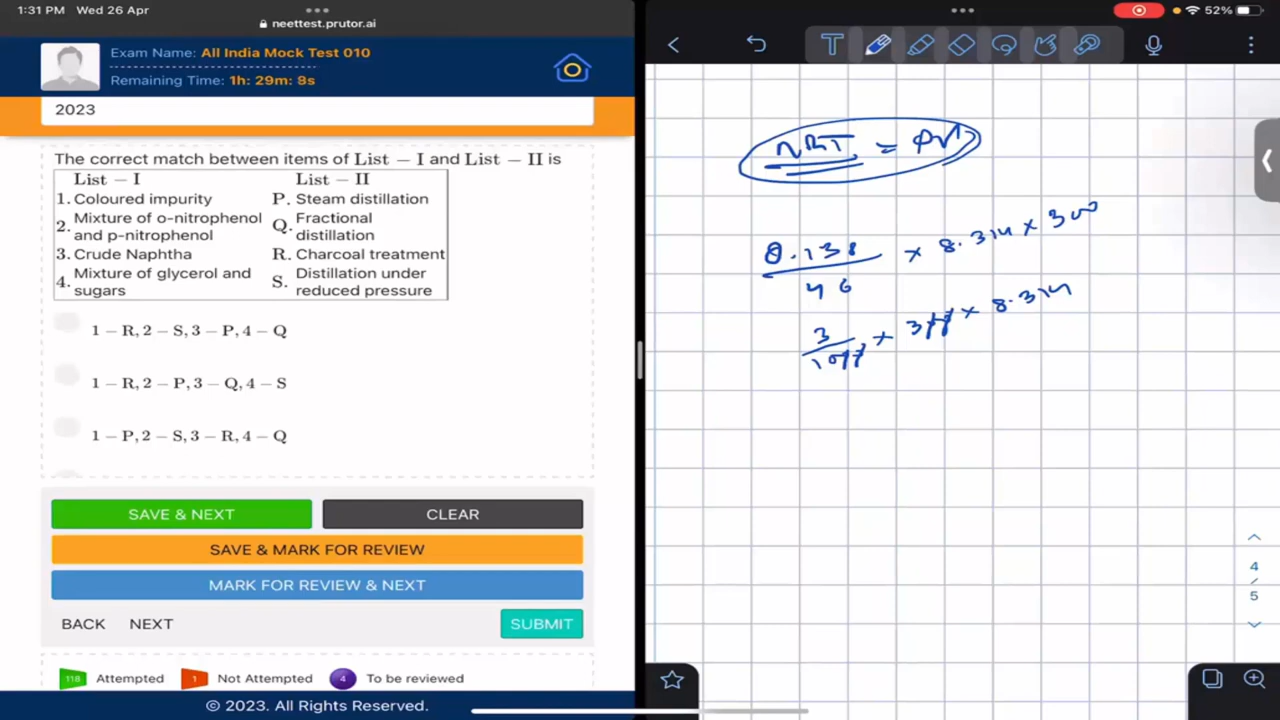 1:31 PM Wed 26 Apr
neettest.prutor.ai
52%
Exam Name: All India Mock Test 010
Remaining Time: 1h: 29m: 8s
2023
The correct match between items of List – I and List – II is
List – I List – II
1. Coloured impurity P. Steam distillation
2. Mixture of o-nitrophenol and p-nitrophenol Q. Fractional distillation
3. Crude Naphtha R. Charcoal treatment
4. Mixture of glycerol and sugars S. Distillation under reduced pressure
1 – R, 2 – S, 3 – P, 4 – Q
1 – R, 2 – P, 3 – Q, 4 – S
1 – P, 2 – S, 3 – R, 4 – Q
SAVE & NEXT
CLEAR
SAVE & MARK FOR REVIEW
MARK FOR REVIEW & NEXT
BACK NEXT SUBMIT
118 Attempted 1 Not Attempted 4 To be reviewed
© 2023. All Rights Reserved.
T
nRT = PV
0.138 × 8.314 × 300
46
3 × 300 × 8.314
1000
4
/
5